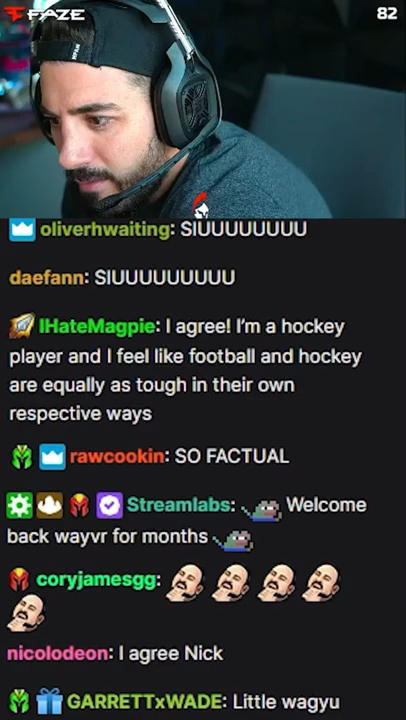 FAZE
82
oliverhwaiting: SIUUUUUUUU
daefann: SIUUUUUUUUU
IHateMagpie: I agree! I'm a hockey
player and I feel like football and hockey
are equally as tough in their own
respective ways
rawcookin: SO FACTUAL
Streamlabs: Welcome
back wayvr for months
coryjamesgg:
nicolodeon: I agree Nick
GARRETTxWADE: Little wagyu